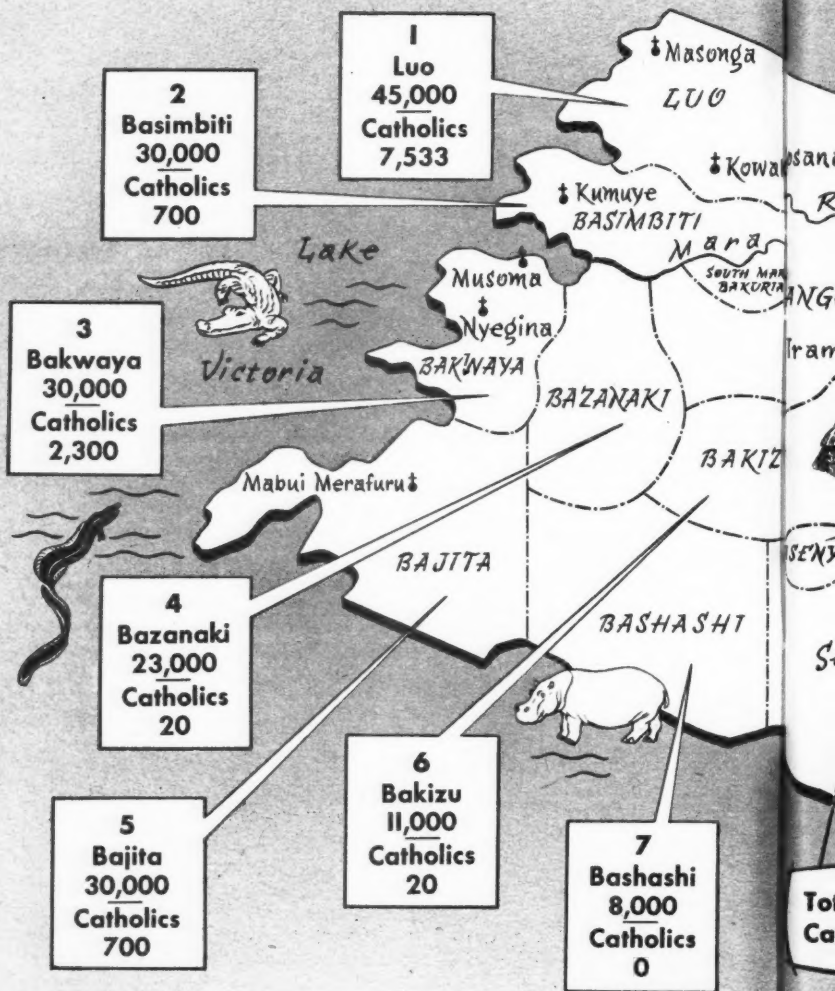 1
Luo
45,000
Catholics
7,533
2
Basimbiti
30,000
Catholics
700
3
Bakwaya
30,000
Catholics
2,300
4
Bazanaki
23,000
Catholics
20
5
Bajita
30,000
Catholics
700
6
Bakizu
11,000
Catholics
20
7
Bashashi
8,000
Catholics
0
Masonga
LUO
Kumuye
BASIMBITI
Mara
SOUTH
BAKURIA
Lake
Victoria
Musoma
Nyegina
BAKWAYA
BAZANAKI
Mabui Merafuru
BAJITA
BASHASHI